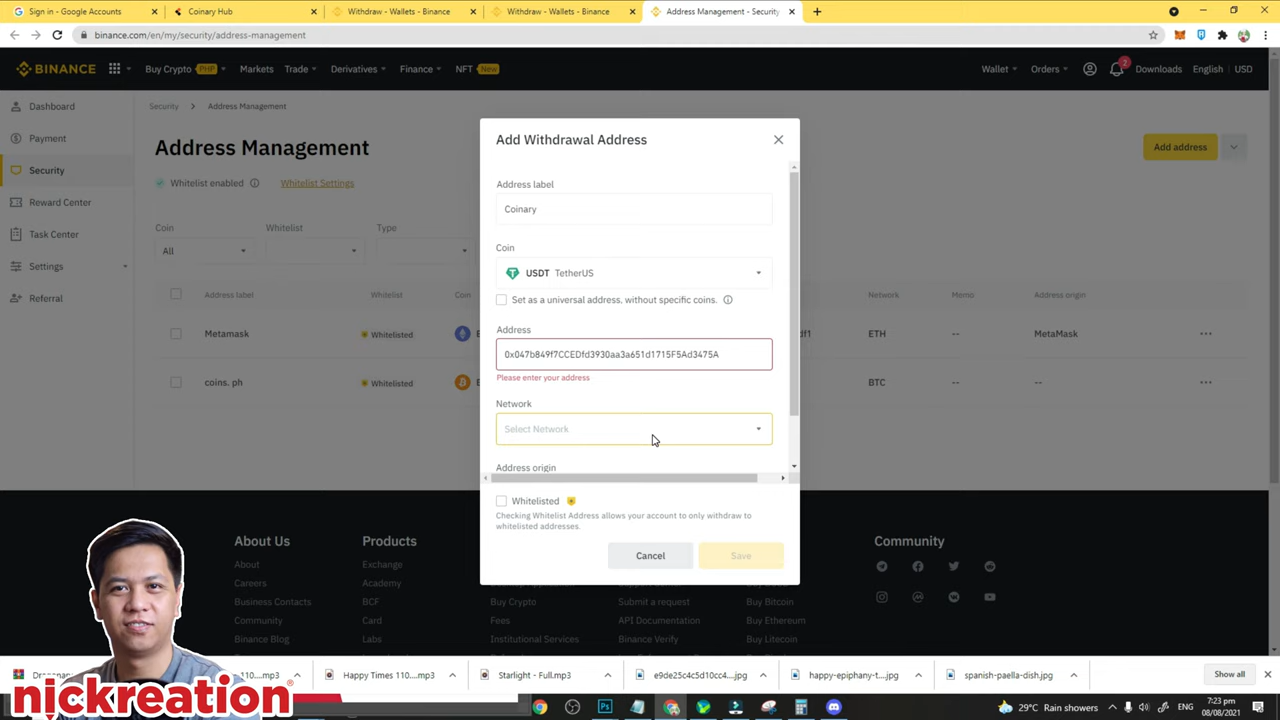 Sign in - Google Accounts
Coinary Hub
Withdraw - Wallets - Binance
Withdraw - Wallets - Binance
Address Management - Security
binance.com/en/my/security/address-management
BINANCE
Buy Crypto PHP
Markets
Trade
Derivatives
Finance
NFT New
Wallet
Orders
2
Downloads
English
USD
Dashboard
Payment
Security
Reward Center
Task Center
Settings
Referral
Security > Address Management
Address Management
Add address
Whitelist enabled
Whitelist Settings
Coin
Whitelist
Type
All
Address label
Whitelist
Coin
Network
Memo
Address origin
Metamask
Whitelisted
df1
ETH
--
MetaMask
coins. ph
Whitelisted
BTC
--
--
Add Withdrawal Address
Address label
Coinary
Coin
USDT TetherUS
Set as a universal address, without specific coins.
Address
0x047b849f7CCEDfd3930aa3a651d1715F5Ad3475A
Please enter your address
Network
Select Network
Address origin
Whitelisted
Checking Whitelist Address allows your account to only withdraw to
whitelisted addresses.
Cancel
Save
About Us
Products
Community
About
Exchange
Careers
Academy
Business Contacts
BCF
Buy Crypto
Submit a request
Buy Bitcoin
Community
Card
Fees
API Documentation
Buy Ethereum
Binance Blog
Labs
Institutional Services
Binance Verify
Buy Litecoin
110....mp3
Happy Times 110....mp3
Starlight - Full.mp3
e9de25c4c5d10cc4....jpg
happy-epiphany-t....jpg
spanish-paella-dish.jpg
Show all
nickreation®
29°C Rain showers
ENG
7:23 pm
08/08/2021